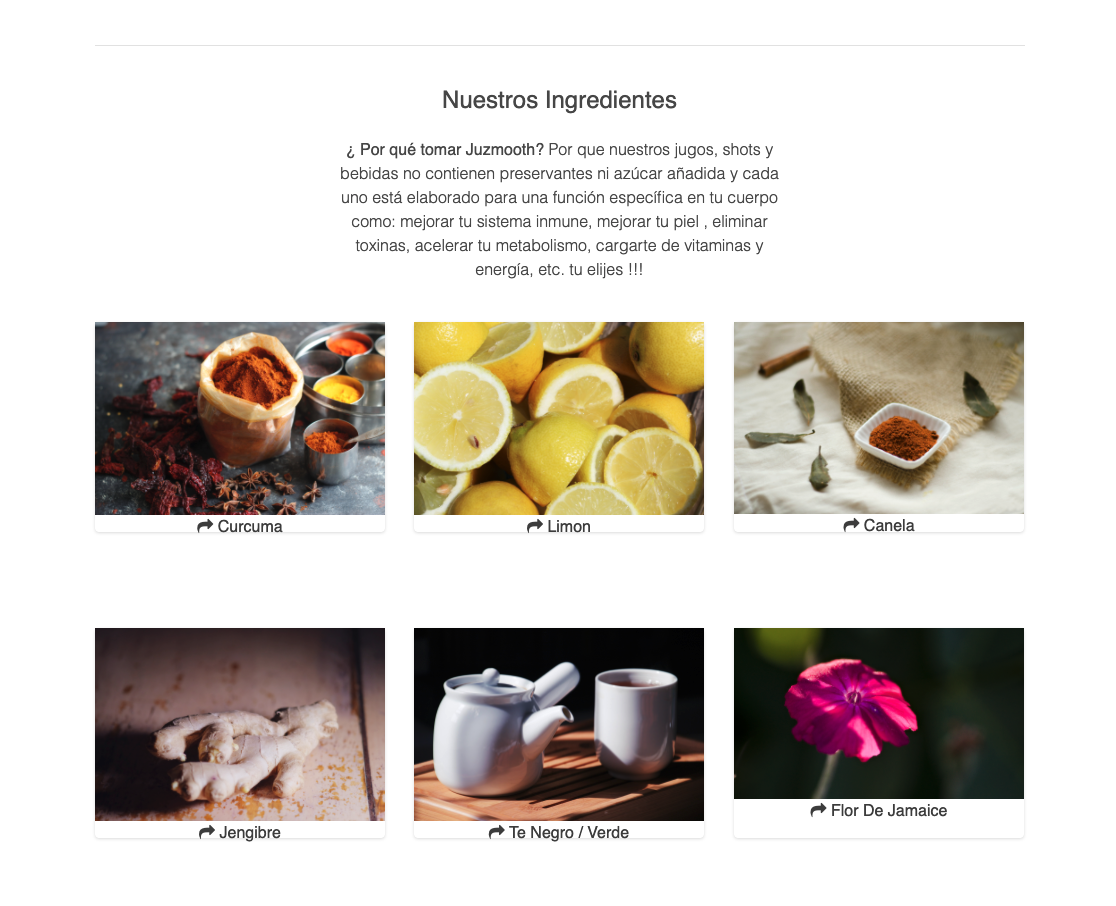 Nuestros Ingredientes
¿ Por qué tomar Juzmooth? Por que nuestros jugos, shots y
bebidas no contienen preservantes ni azúcar añadida y cada
uno está elaborado para una función específica en tu cuerpo
como: mejorar tu sistema inmune, mejorar tu piel , eliminar
toxinas, acelerar tu metabolismo, cargarte de vitaminas y
energía, etc. tu elijes !!!
Curcuma
Limon
Canela
Jengibre
Te Negro / Verde
Flor De Jamaice